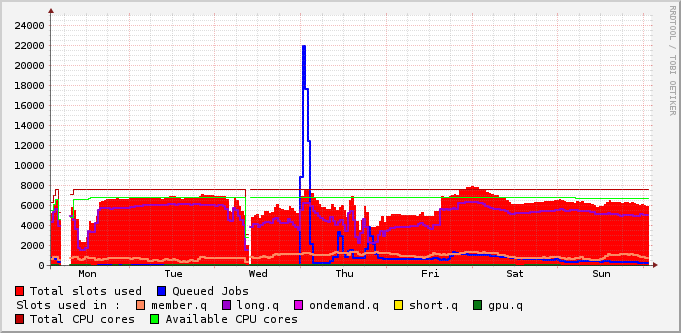 24000
22000
20000
18000
16000
14000
12000
10000
8000
6000
4000
2000
0
Mon Tue Wed Thu Fri Sat Sun
RRDTOOL / TOBI OETIKER
Total slots used Queued Jobs
Slots used in : member.q long.q ondemand.q short.q gpu.q
Total CPU cores Available CPU cores